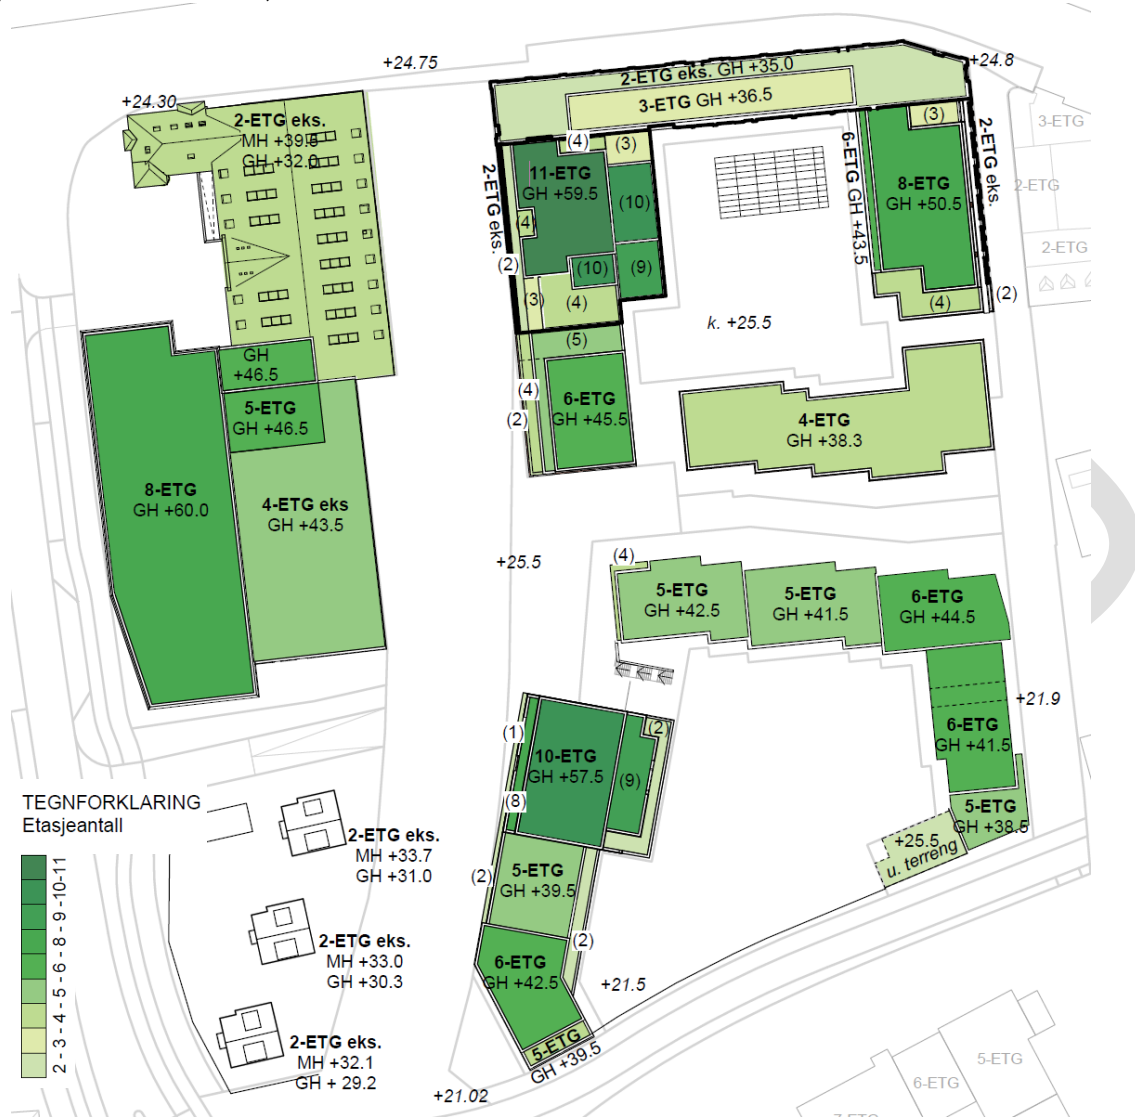 +24.75
+24.8
+24.30
2-ETG eks. GH +35.0
3-ETG GH +36.5
2-ETG eks.
MH +39.5
GH +32.0
(4)
(3)
11-ETG
GH +59.5
(10)
(4)
(2)
2-ETG eks.
(10)
(9)
(3)
(4)
(5)
6-ETG GH +43.5
(3)
8-ETG
GH +50.5
2-ETG eks.
(4)
(2)
3-ETG
2-ETG
2-ETG
k. +25.5
GH
+46.5
5-ETG
GH +46.5
(4)
(2)
6-ETG
GH +45.5
4-ETG
GH +38.3
8-ETG
GH +60.0
4-ETG eks
GH +43.5
+25.5
(4)
5-ETG
GH +42.5
5-ETG
GH +41.5
6-ETG
GH +44.5
+21.9
6-ETG
GH +41.5
5-ETG
GH +38.5
+25.5
u. terreng
(1)
10-ETG
GH +57.5
(2)
(9)
(8)
(2)
5-ETG
GH +39.5
(2)
6-ETG
GH +42.5
+21.5
5-ETG
GH +39.5
+21.02
TEGNFORKLARING
Etasjeantall
2 - 3 - 4 - 5 - 6 - 8 - 9 -10-11
2-ETG eks.
MH +33.7
GH +31.0
2-ETG eks.
MH +33.0
GH +30.3
2-ETG eks.
MH +32.1
GH + 29.2
5-ETG
6-ETG